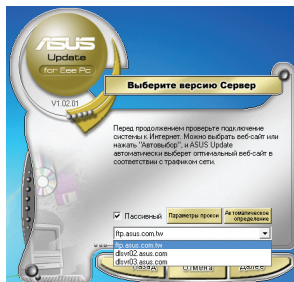 ASUS
Update
for Eee Pc
V1.02.01
Выберите версию Сервер
Перед продолжением проверьте подключение
системы к Интернет. Можно выбрать веб-сайт или
нажать "Автовыбор", и ASUS Update
автоматически выберет оптимальный веб-сайт в
соответствии с трафиком сети.
Пассивный Параметры прокси Автоматическое
определение
ftp.asus.com.tw
ftp.asus.com.tw
dlsvr02.asus.com
dlsvr03.asus.com
Назад Отмена Далее